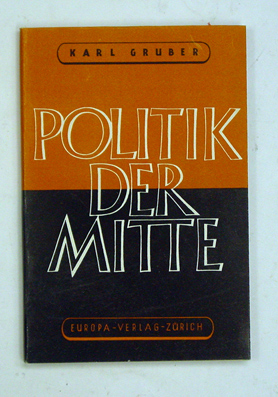 KARL GRUBER
POLITIK
DER
MITTE
EUROPA-VERLAG-ZÜRICH